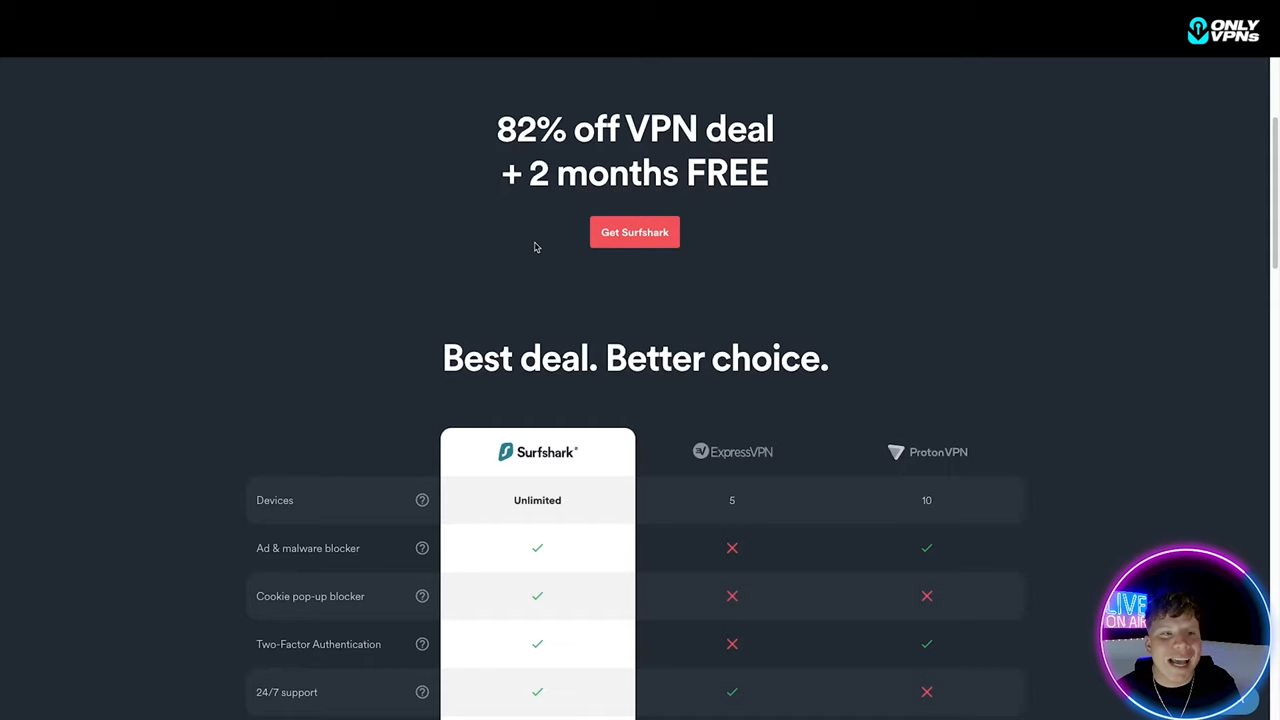 ONLY
VPNs
82% off VPN deal
+ 2 months FREE
Get Surfshark
Best deal. Better choice.
Surfshark® ExpressVPN ProtonVPN
Devices ? Unlimited 5 10
Ad & malware blocker ?
Cookie pop-up blocker ?
Two-Factor Authentication ?
24/7 support ?
LIVE
ON AIR